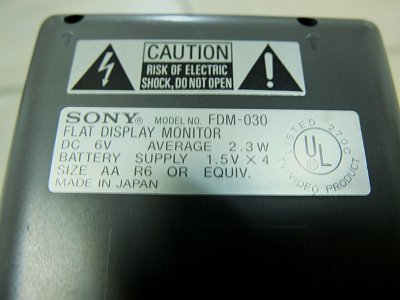 CAUTION
RISK OF ELECTRIC
SHOCK, DO NOT OPEN
SONY® MODEL NO. FDM-030
FLAT DISPLAY MONITOR
DC 6V AVERAGE 2.3W
BATTERY SUPPLY 1.5V × 4
SIZE AA R6 OR EQUIV.
MADE IN JAPAN
LISTED 270C
UL
®
TV.VIDEO PRODUCT